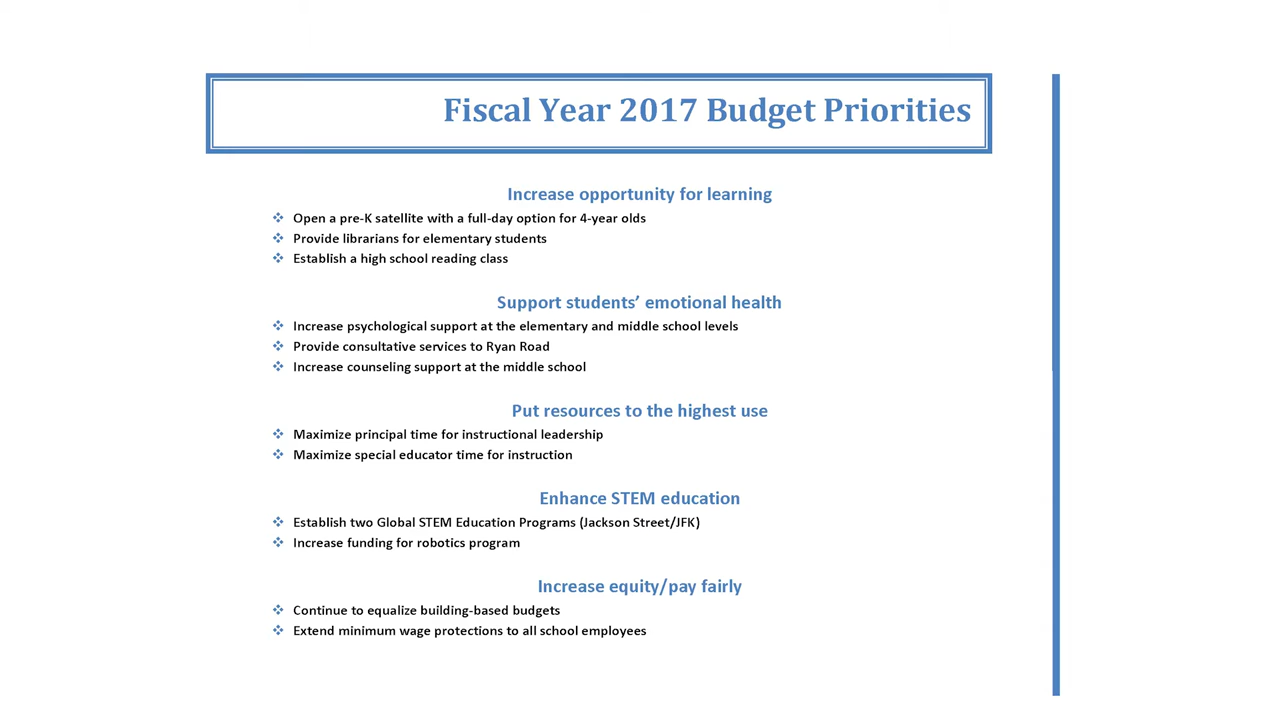 Fiscal Year 2017 Budget Priorities
Increase opportunity for learning
❖ Open a pre-K satellite with a full-day option for 4-year olds
❖ Provide librarians for elementary students
❖ Establish a high school reading class
Support students’ emotional health
❖ Increase psychological support at the elementary and middle school levels
❖ Provide consultative services to Ryan Road
❖ Increase counseling support at the middle school
Put resources to the highest use
❖ Maximize principal time for instructional leadership
❖ Maximize special educator time for instruction
Enhance STEM education
❖ Establish two Global STEM Education Programs (Jackson Street/JFK)
❖ Increase funding for robotics program
Increase equity/pay fairly
❖ Continue to equalize building-based budgets
❖ Extend minimum wage protections to all school employees